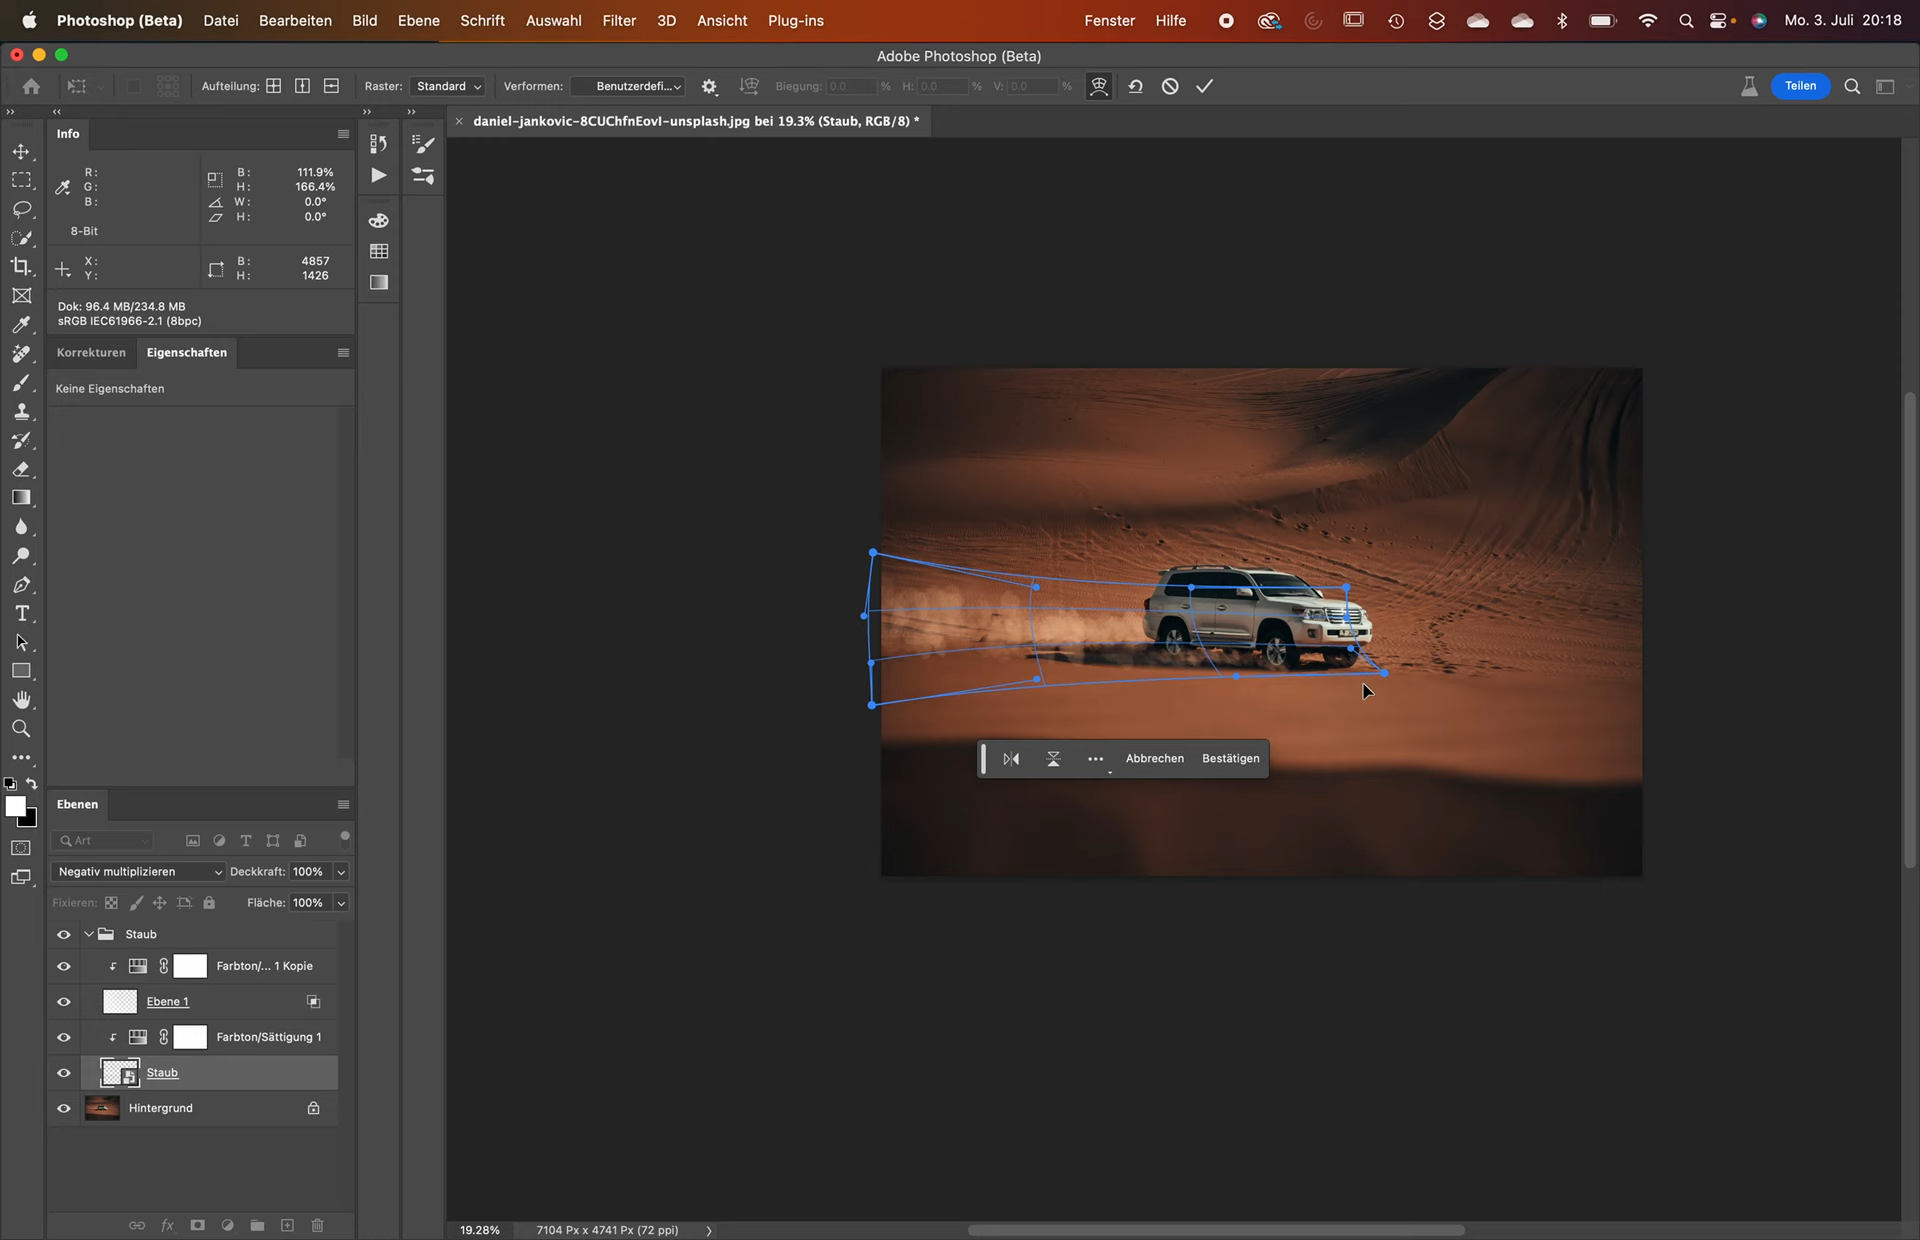 Photoshop (Beta) Datei Bearbeiten Bild Ebene Schrift Auswahl Filter 3D Ansicht Plug-ins Fenster Hilfe Mo. 3. Juli 20:18
Adobe Photoshop (Beta)
Aufteilung: Raster: Standard Verformen: Benutzerdefi... Biegung: 0.0 % H: 0.0 % V: 0.0 % Teilen
daniel-jankovic-8CUChfnEovI-unsplash.jpg bei 19.3% (Staub, RGB/8) *
Info
R: B: 111.9%
G: H: 166.4%
B: W: 0.0°
H: 0.0°
8-Bit
X: B: 4857
Y: H: 1426
Dok: 96.4 MB/234.8 MB
sRGB IEC61966-2.1 (8bpc)
Korrekturen Eigenschaften
Keine Eigenschaften
Abbrechen Bestätigen
Ebenen
Art
Negativ multiplizieren Deckkraft: 100%
Fixieren: Fläche: 100%
Staub
Farbton/... 1 Kopie
Ebene 1
Farbton/Sättigung 1
Staub
Hintergrund
19.28% 7104 Px x 4741 Px (72 ppi)